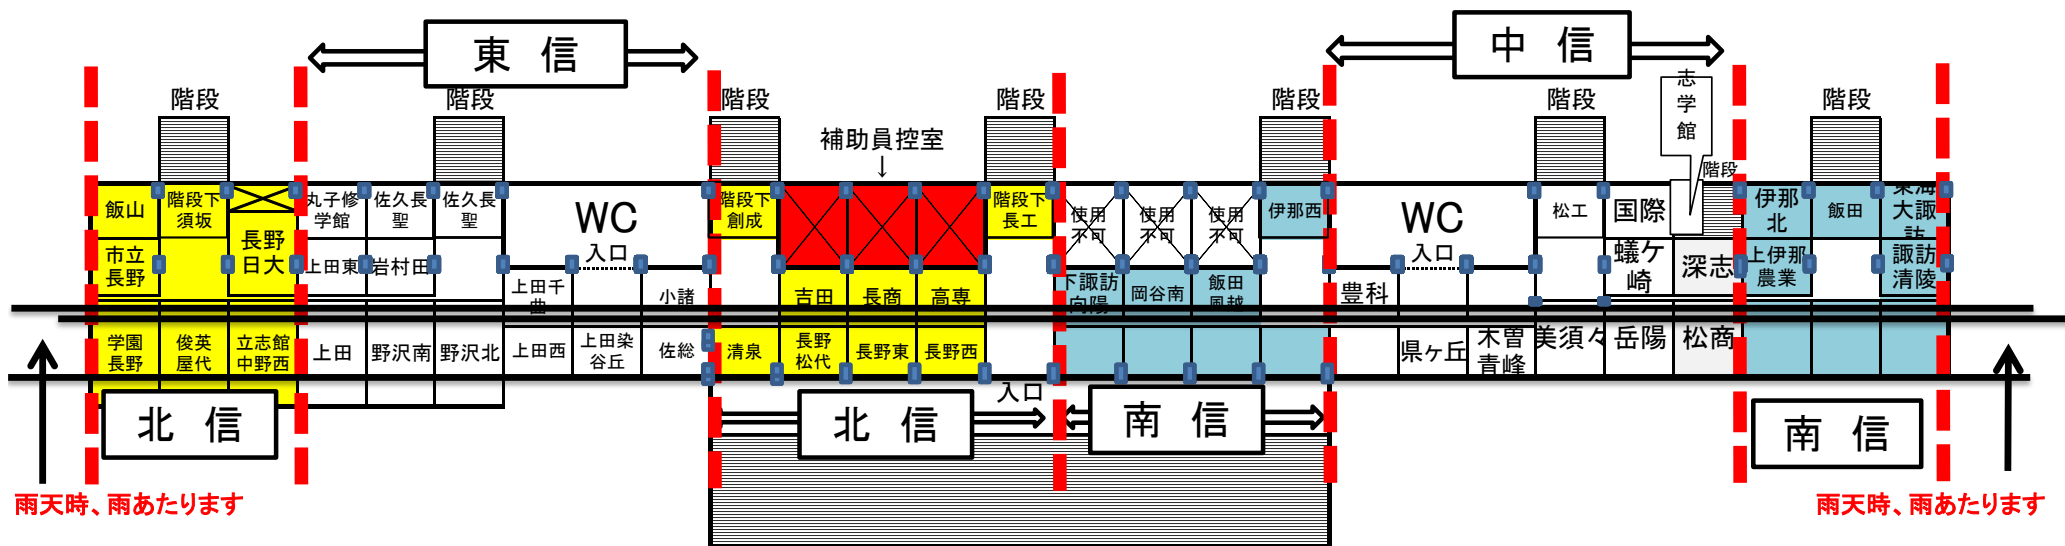 東 信
中 信
志
学
館
階段
階段
階段
階段
階段
階段
階段
階段
補助員控室
↓
飯山
階段下
須坂
丸子修
学館
佐久長
聖
佐久長
聖
WC
入口
階段下
創成
階段下
長工
使用
不可
使用
不可
使用
不可
伊那西
WC
入口
松工
国際
伊那
北
飯田
東海
大諏
訪
市立
長野
長野
日大
上田東
岩村田
上田千
曲
小諸
吉田
長商
高専
下諏訪
向陽
岡谷南
飯田
風越
豊科
蟻ケ
崎
深志
上伊那
農業
諏訪
清陵
学園
長野
俊英
屋代
立志館
中野西
上田
野沢南
野沢北
上田西
上田染
谷丘
佐総
清泉
長野
松代
長野東
長野西
県ヶ丘
木曽
青峰
美須々
岳陽
松商
入口
北 信
北 信
南 信
南 信
雨天時、雨あたります
雨天時、雨あたります